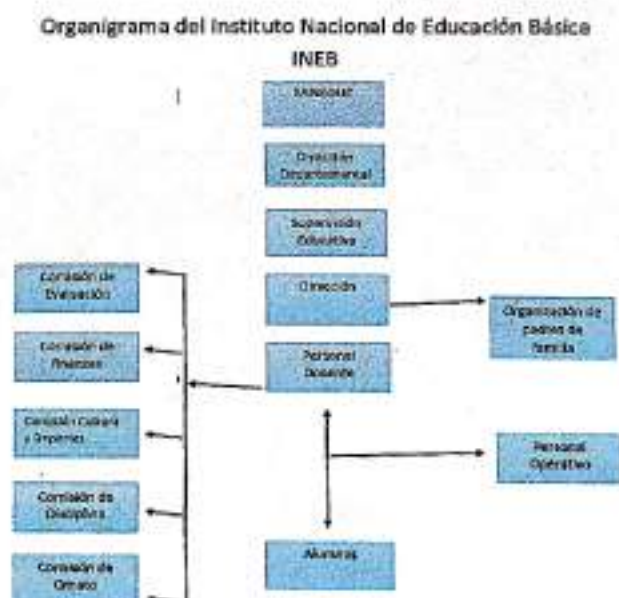 Organigrama del Instituto Nacional de Educación Básica
INEB
Dirección
Departamental
Supervisión
Educativa
Dirección
Personal
Docente
Alumnos
Comisión de
Evaluación
Comisión de
Finanzas
Comisión Cultura
y Deportes
Comisión de
Disciplina
Comisión de
Ornato
Organización de
padres de
familia
Personal
Operativo